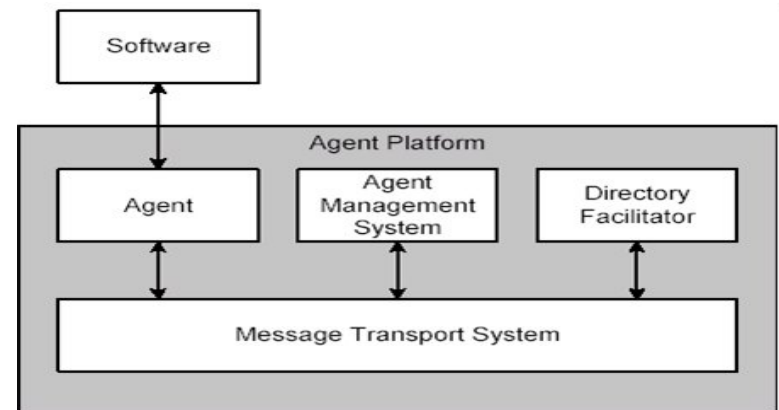 Software
Agent Platform
Agent
Agent
Management
System
Directory
Facilitator
Message Transport System